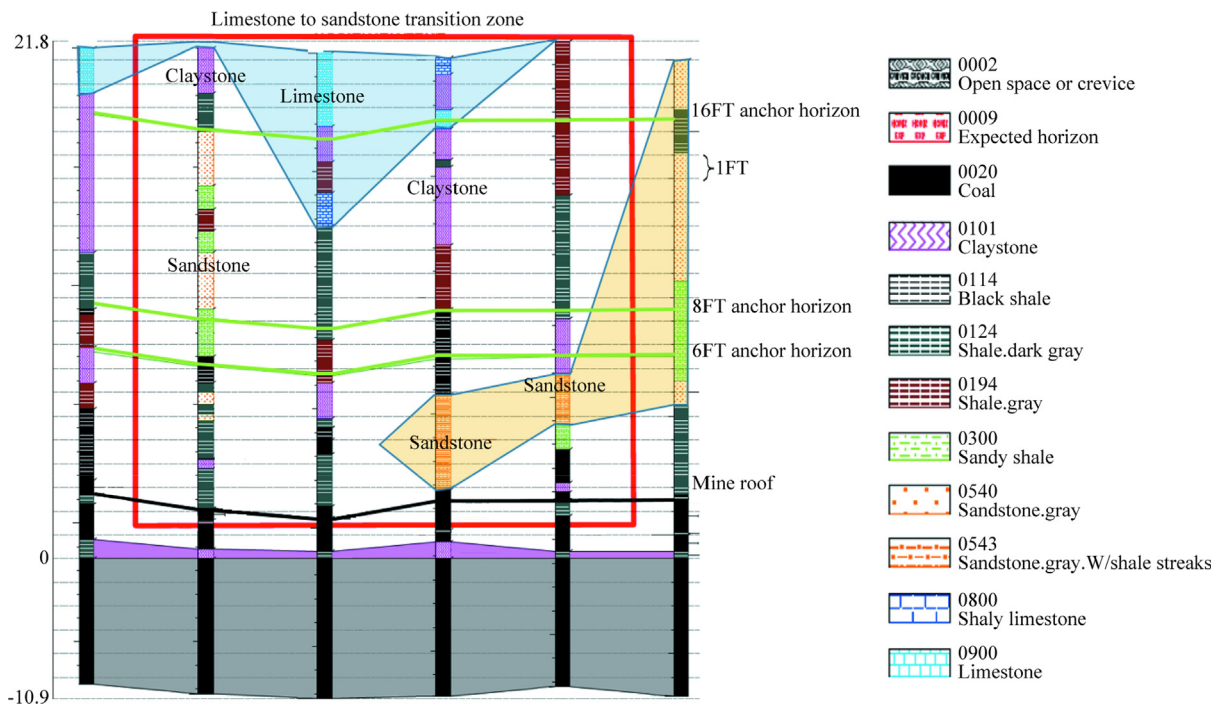 Limestone to sandstone transition zone
21.8
Claystone
Limestone
16FT anchor horizon
1FT
Claystone
Sandstone
8FT anchor horizon
6FT anchor horizon
Sandstone
Sandstone
Mine roof
0
-10.9
0002
Open space or crevice
0009
Expected horizon
0020
Coal
0101
Claystone
0114
Black shale
0124
Shale.dark gray
0194
Shale.gray
0300
Sandy shale
0540
Sandstone.gray
0543
Sandstone.gray.W/shale streaks
0800
Shaly limestone
0900
Limestone